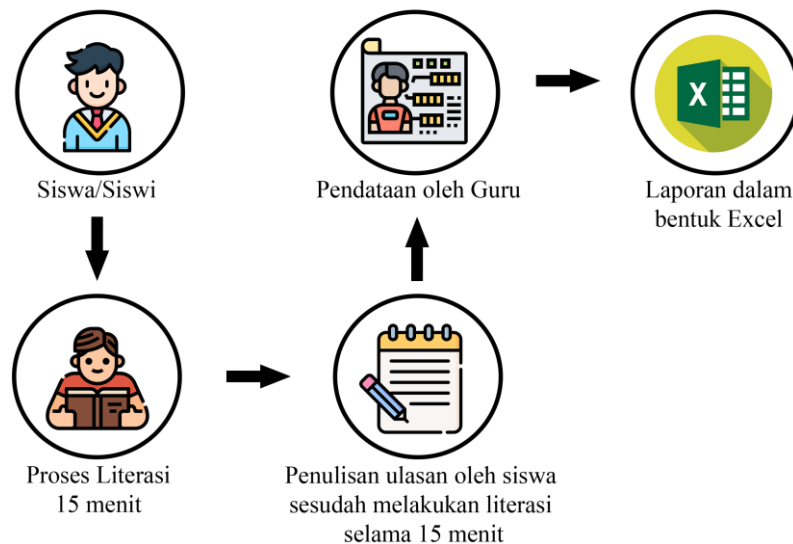 Siswa/Siswi
Pendataan oleh Guru
X
Laporan dalam
bentuk Excel
Proses Literasi
15 menit
Penulisan ulasan oleh siswa
sesudah melakukan literasi
selama 15 menit